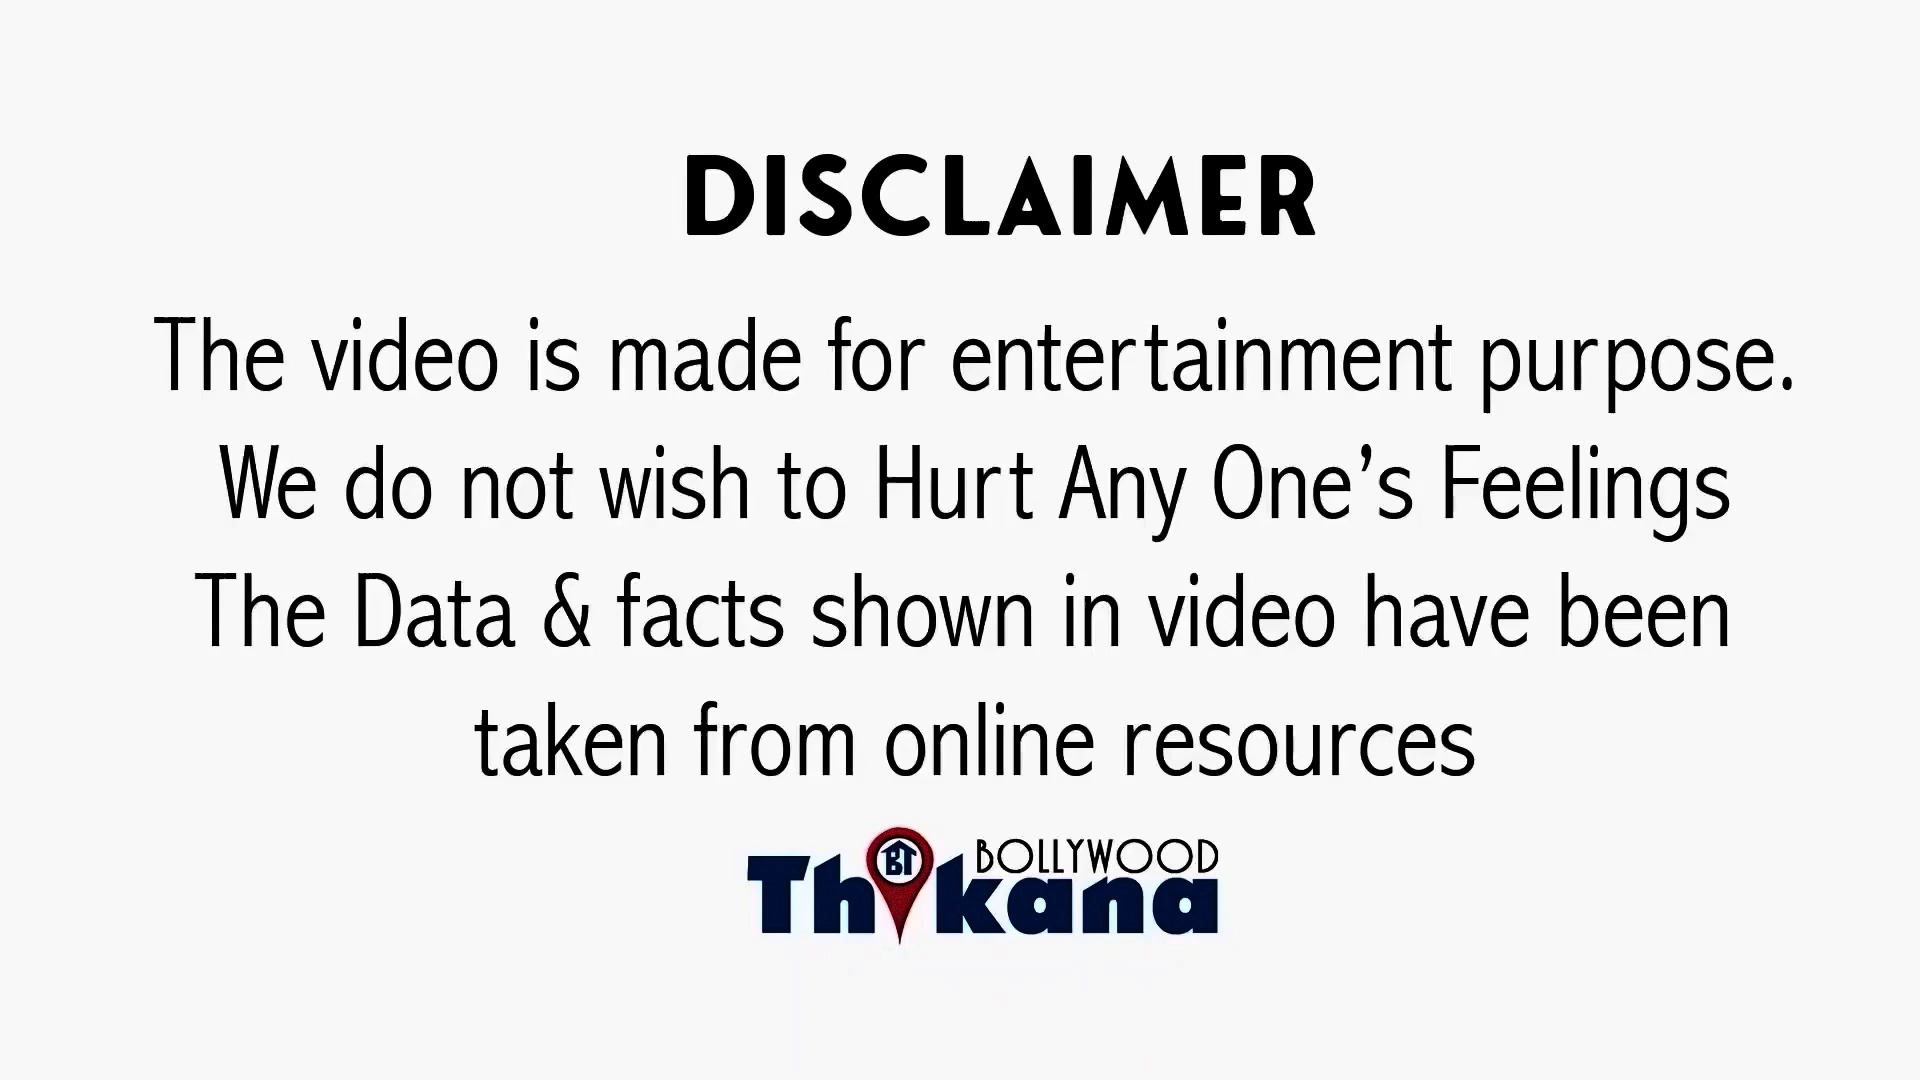 DISCLAIMER
The video is made for entertainment purpose.
We do not wish to Hurt Any One’s Feelings
The Data & facts shown in video have been
taken from online resources
BOLLYWOOD
BT
Thikana